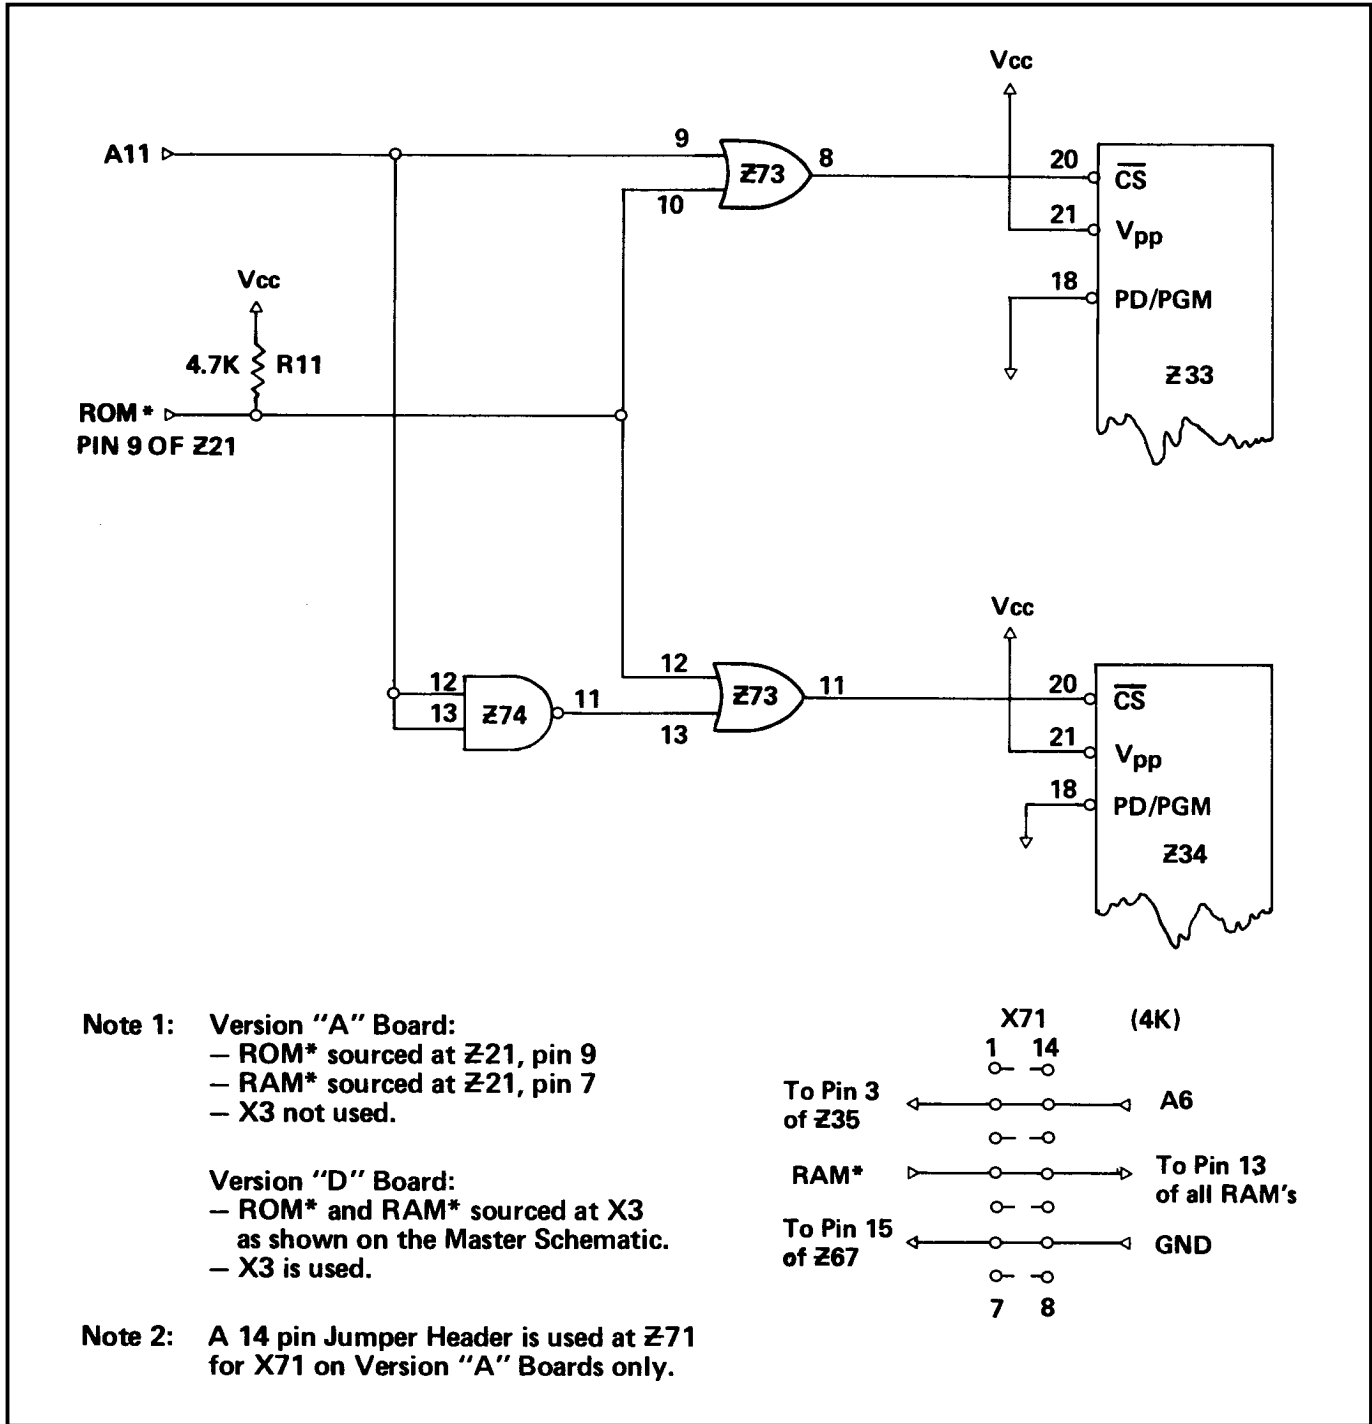 Vcc
A11
9
10
Z73
8
20
CS
21
Vpp
18
PD/PGM
Z33
Vcc
4.7K
R11
ROM*
PIN 9 OF Z21
Vcc
12
13
Z74
11
12
13
Z73
11
20
CS
21
Vpp
18
PD/PGM
Z34
Note 1: Version "A" Board:
– ROM* sourced at Z21, pin 9
– RAM* sourced at Z21, pin 7
– X3 not used.
Version "D" Board:
– ROM* and RAM* sourced at X3
as shown on the Master Schematic.
– X3 is used.
Note 2: A 14 pin Jumper Header is used at Z71
for X71 on Version "A" Boards only.
X71 (4K)
1 14
To Pin 3
of Z35
A6
RAM*
To Pin 13
of all RAM's
To Pin 15
of Z67
GND
7 8